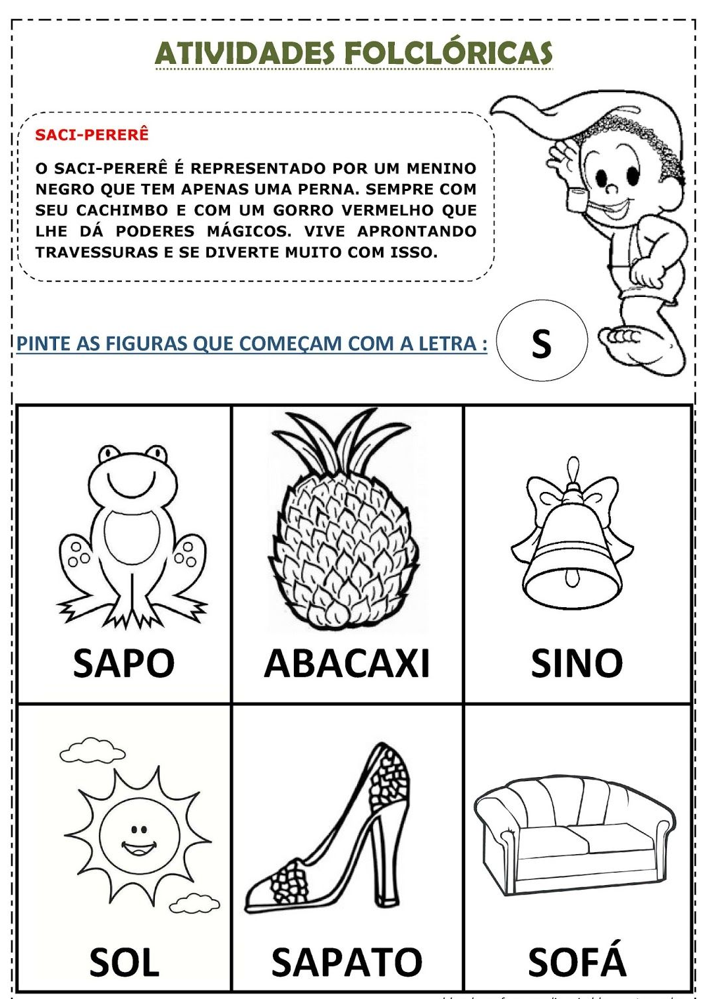 ATIVIDADES FOLCLÓRICAS
SACI-PERERÊ
O SACI-PERERÊ É REPRESENTADO POR UM MENINO
NEGRO QUE TEM APENAS UMA PERNA. SEMPRE COM
SEU CACHIMBO E COM UM GORRO VERMELHO QUE
LHE DÁ PODERES MÁGICOS. VIVE APRONTANDO
TRAVESSURAS E SE DIVERTE MUITO COM ISSO.
PINTE AS FIGURAS QUE COMEÇAM COM A LETRA : S
SAPO ABACAXI SINO
SOL SAPATO SOFÁ